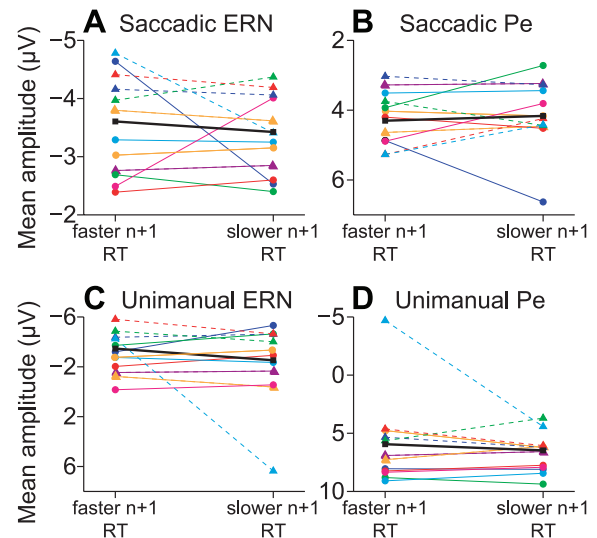 A Saccadic ERN
B Saccadic Pe
Mean amplitude (μV)
−5
−4
−3
−2
faster n+1
RT
slower n+1
RT
2
4
6
faster n+1
RT
slower n+1
RT
C Unimanual ERN
D Unimanual Pe
Mean amplitude (μV)
−6
−2
2
6
faster n+1
RT
slower n+1
RT
−5
0
5
10
faster n+1
RT
slower n+1
RT